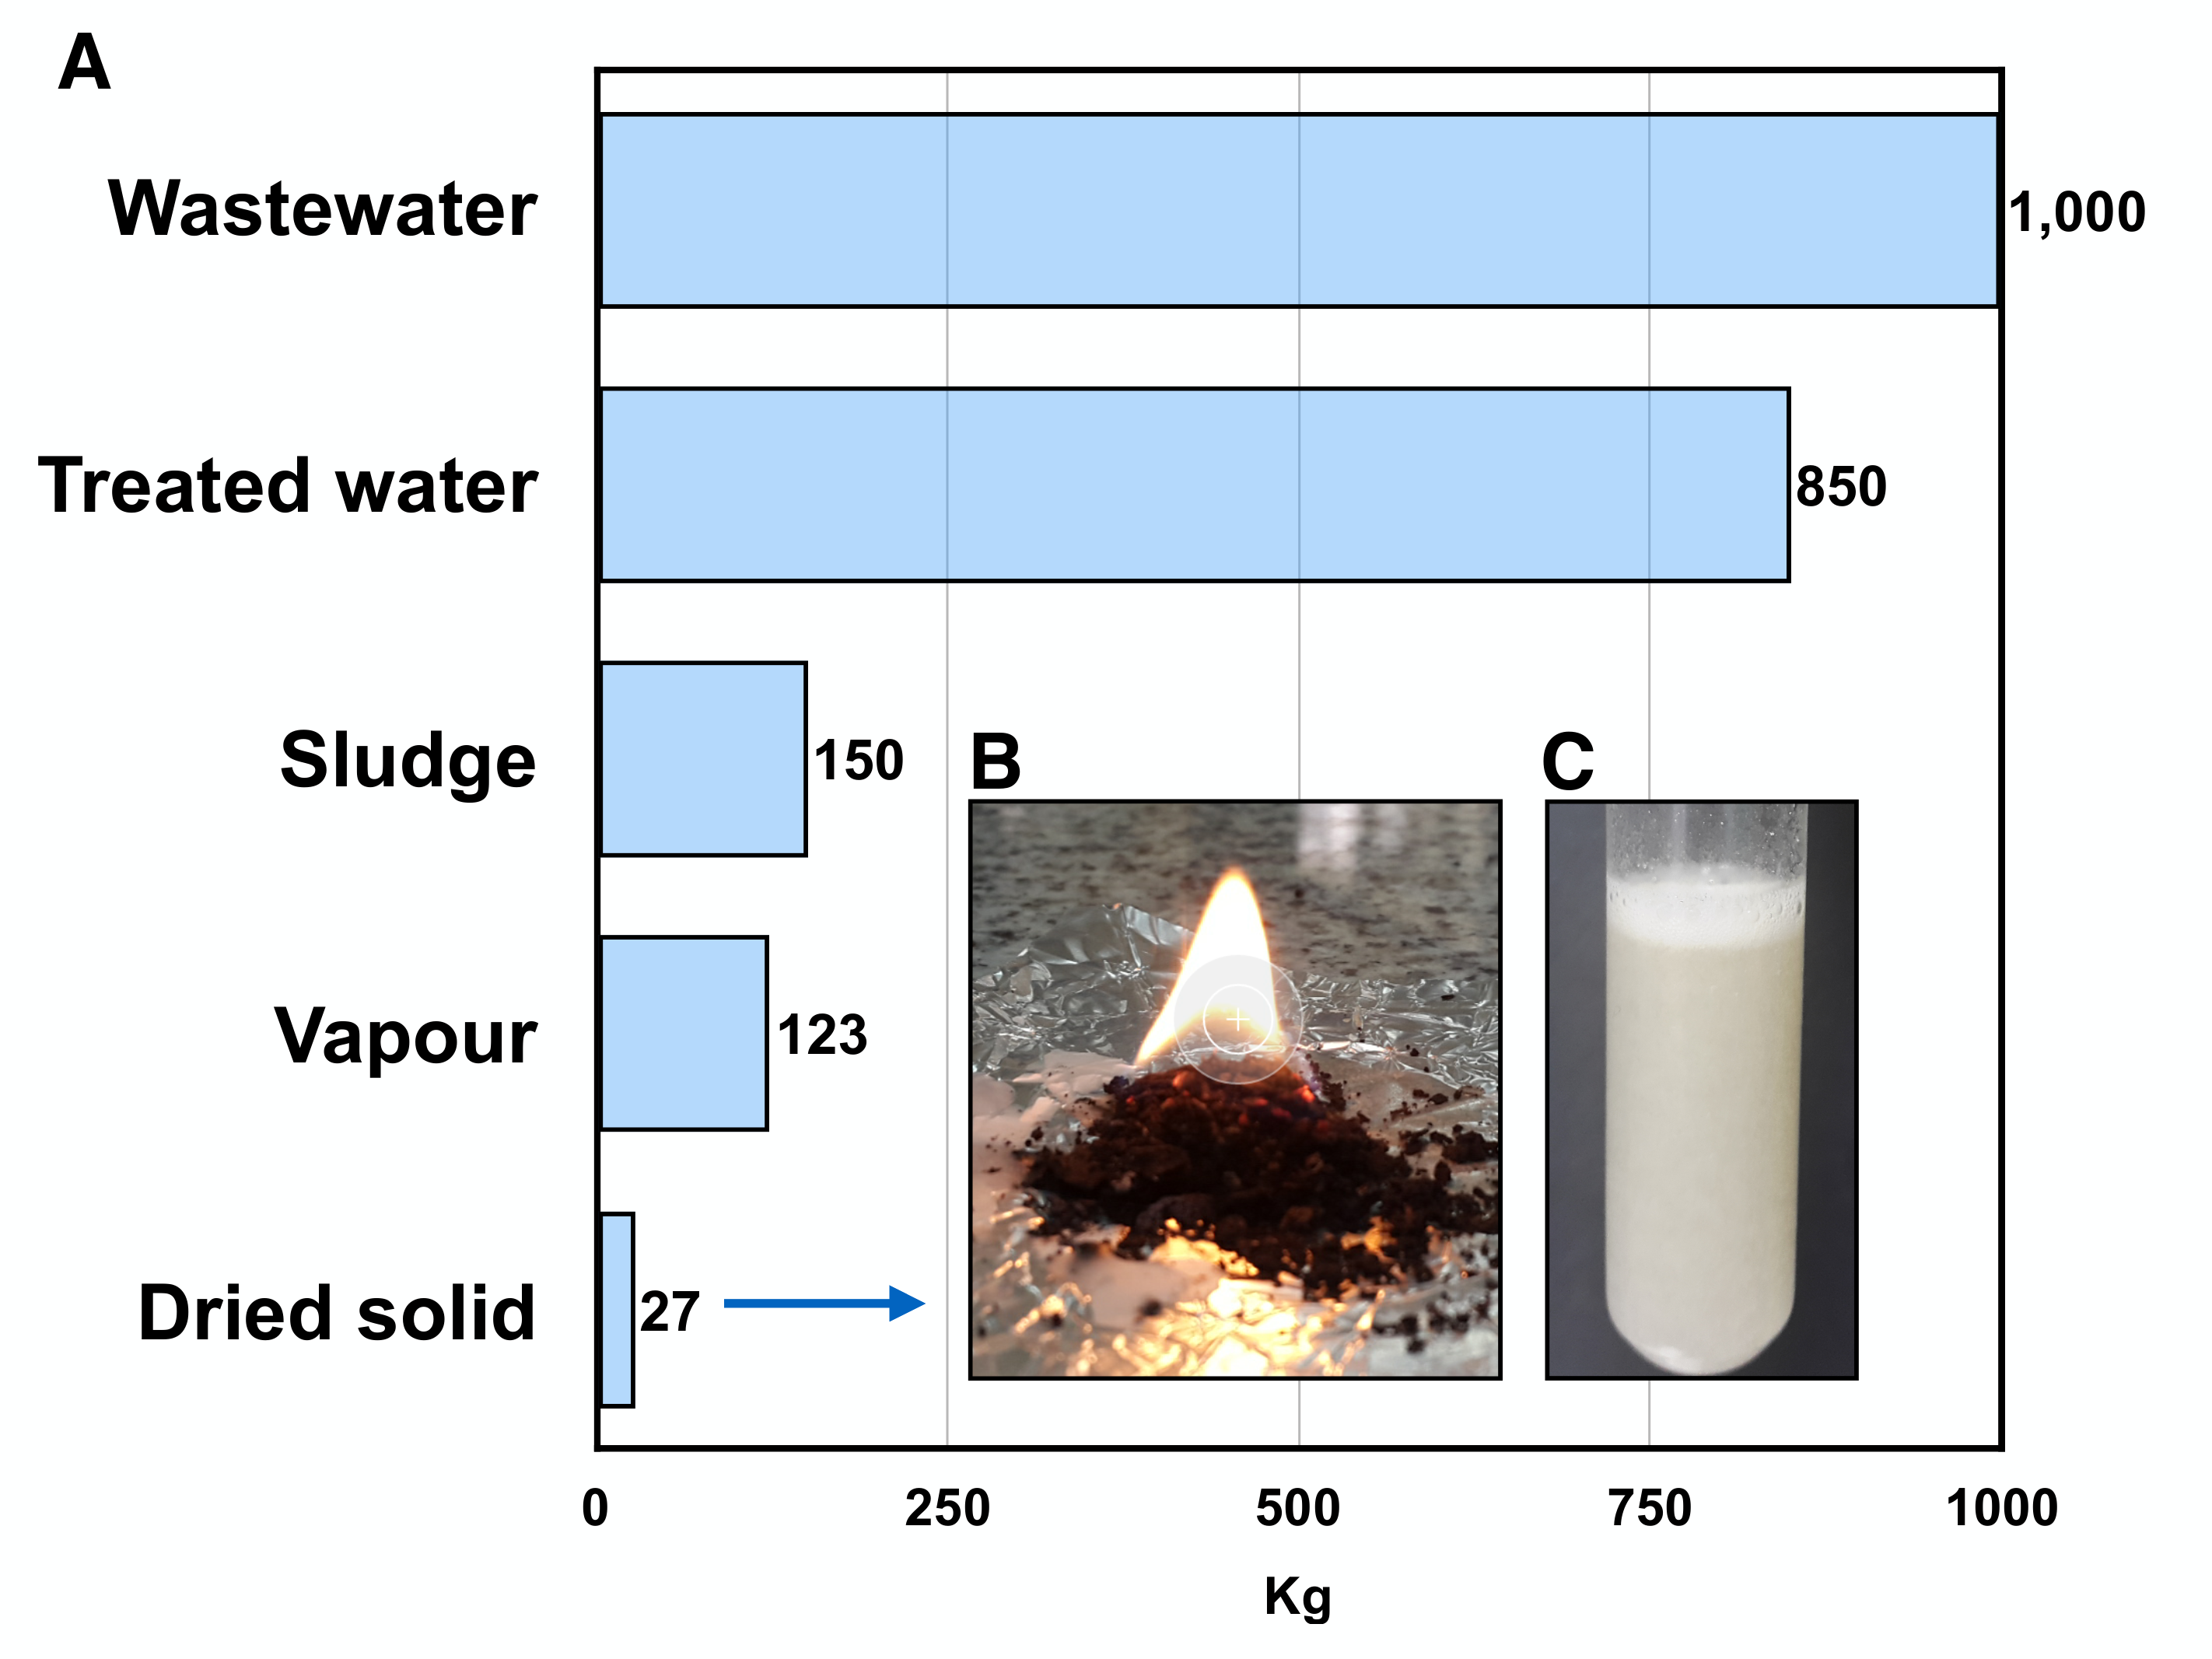 A
Wastewater
1,000
Treated water
850
Sludge
150
B
C
Vapour
123
Dried solid
27
0
250
500
750
1000
Kg